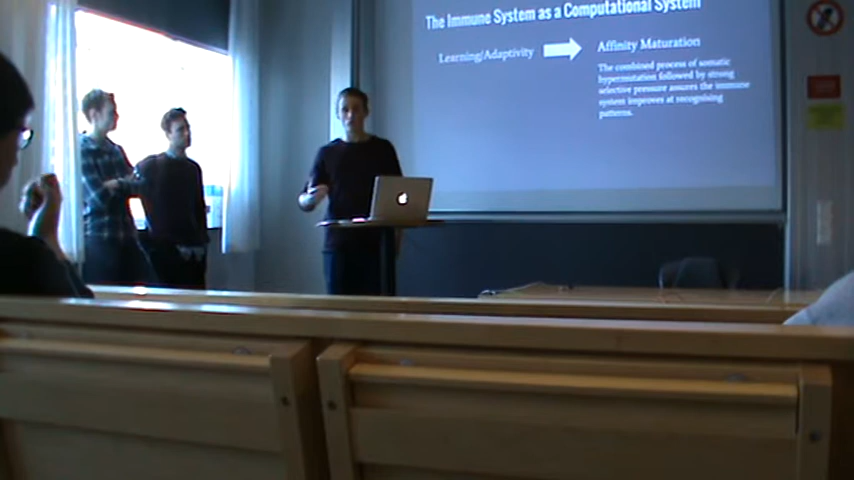 The Immune System as a Computational System
Learning/Adaptivity
Affinity Maturation
The combined process of somatic
hypermutation followed by strong
selective pressure assures the immune
system improves at recognising
patterns.